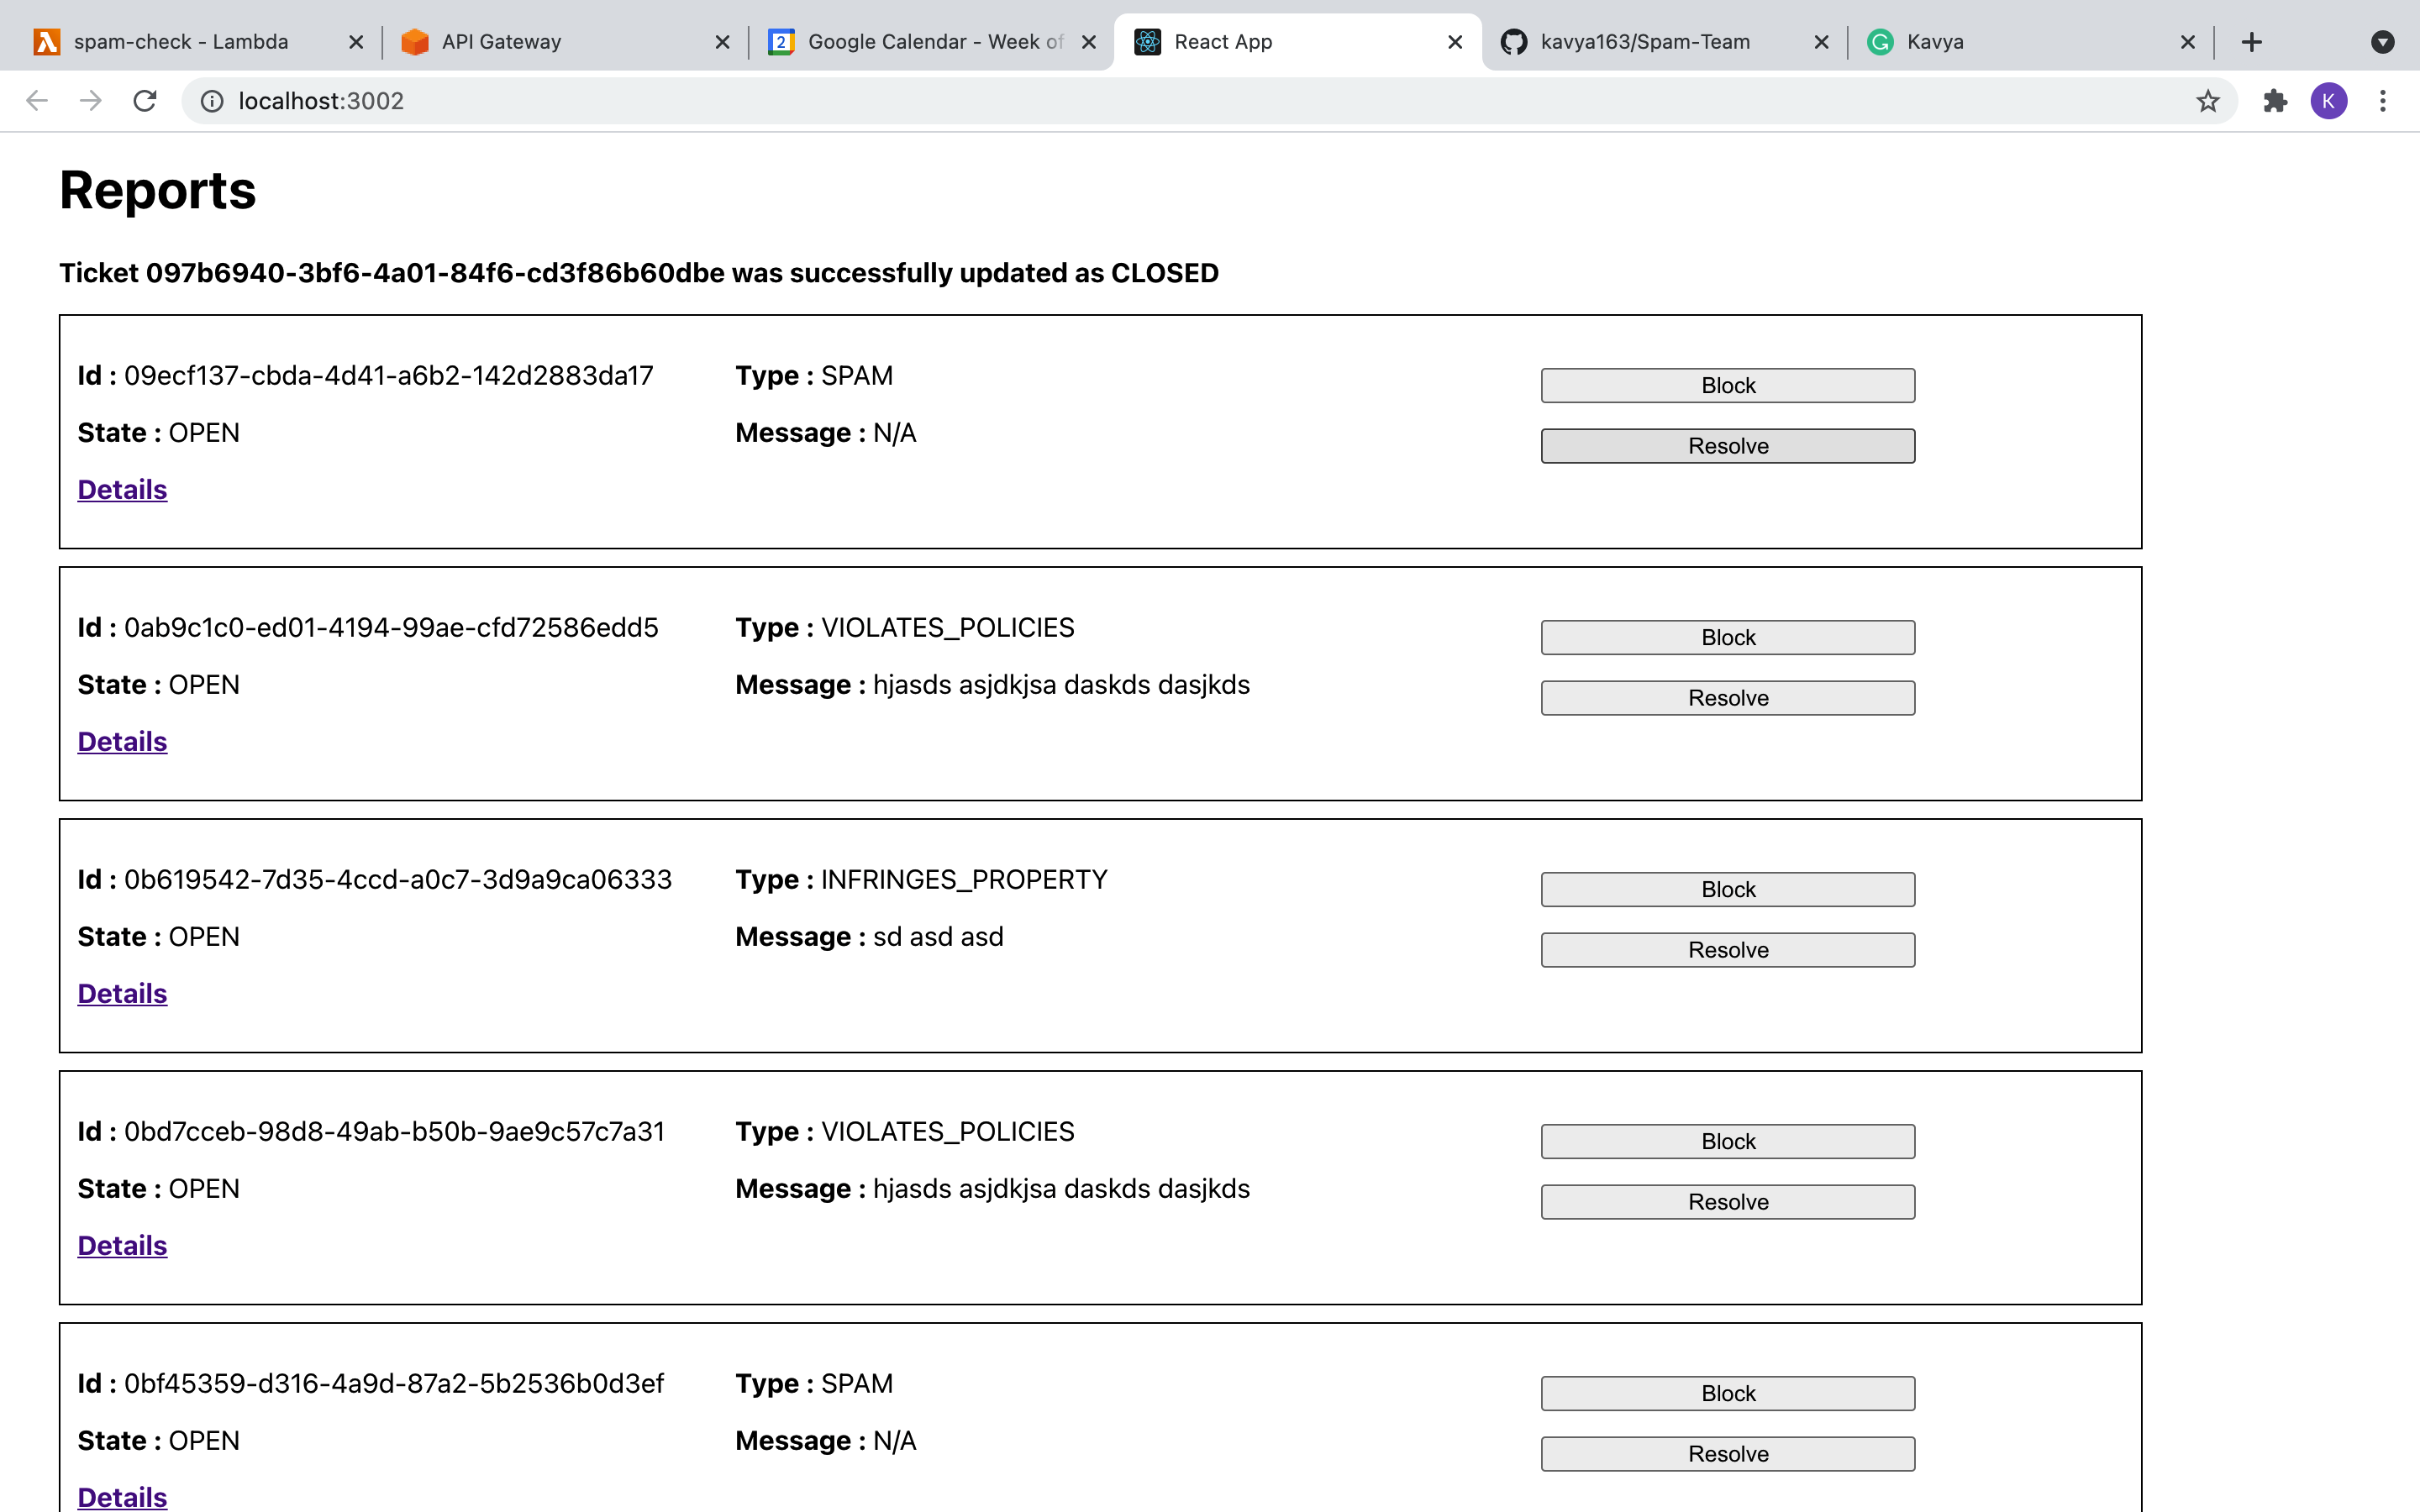 spam-check - Lambda
API Gateway
2
Google Calendar - Week of
React App
kavya163/Spam-Team
Kavya
localhost:3002
K
Reports
Ticket 097b6940-3bf6-4a01-84f6-cd3f86b60dbe was successfully updated as CLOSED
Id : 09ecf137-cbda-4d41-a6b2-142d2883da17
Type : SPAM
Block
State : OPEN
Message : N/A
Resolve
Details
Id : 0ab9c1c0-ed01-4194-99ae-cfd72586edd5
Type : VIOLATES_POLICIES
Block
State : OPEN
Message : hjasds asjdkjsa daskds dasjkds
Resolve
Details
Id : 0b619542-7d35-4ccd-a0c7-3d9a9ca06333
Type : INFRINGES_PROPERTY
Block
State : OPEN
Message : sd asd asd
Resolve
Details
Id : 0bd7cceb-98d8-49ab-b50b-9ae9c57c7a31
Type : VIOLATES_POLICIES
Block
State : OPEN
Message : hjasds asjdkjsa daskds dasjkds
Resolve
Details
Id : 0bf45359-d316-4a9d-87a2-5b2536b0d3ef
Type : SPAM
Block
State : OPEN
Message : N/A
Resolve
Details